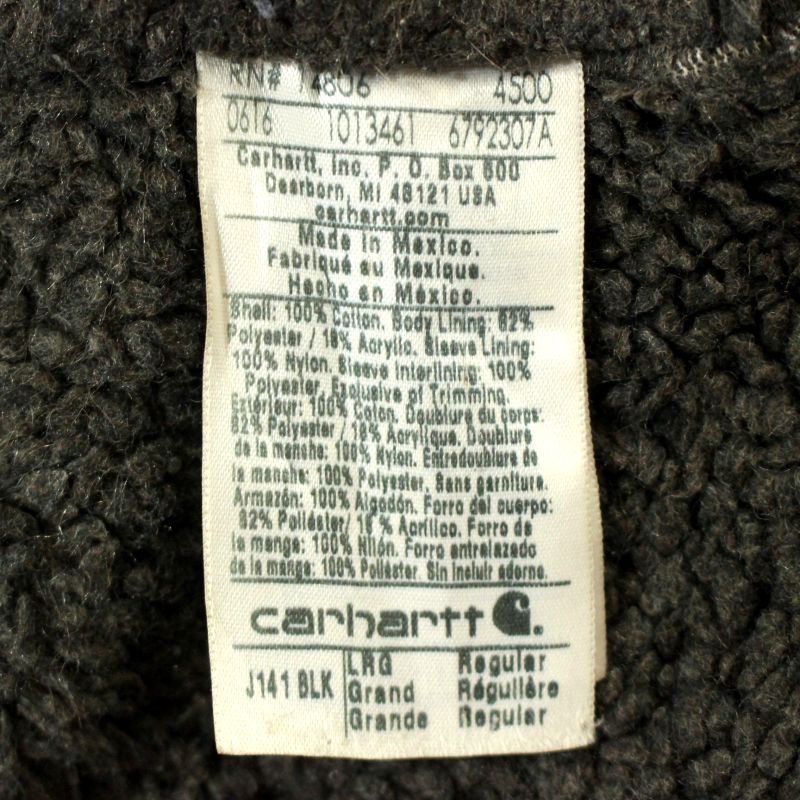 RN# 14806 4500
0616 1013461 6792307A
Carhartt, Inc. P. O. Box 600
Dearborn, MI 48121 USA
carhartt.com
Made in Mexico.
Fabriqué au Mexique.
Hecho en México.
Shell: 100% Cotton. Body Lining: 82%
Polyester / 18% Acrylic. Sleeve Lining:
100% Nylon. Sleeve Interlining: 100%
Polyester. Exclusive of Trimming.
Extérieur: 100% Coton. Doublure du corps:
82% Polyester / 18% Acrylique. Doublure
de la manche: 100% Nylon. Entredoublure de
la manche: 100% Polyester. Sans garniture.
Armazón: 100% Algodón. Forro del cuerpo:
82% Poliéster/ 18 % Acrílico. Forro de
la manga: 100% Nilón. Forro entrelazado
de la manga: 100% Poliéster. Sin incluir adorno.
carhartt
J141 BLK LRG Regular
Grand Régulière
Grande Regular